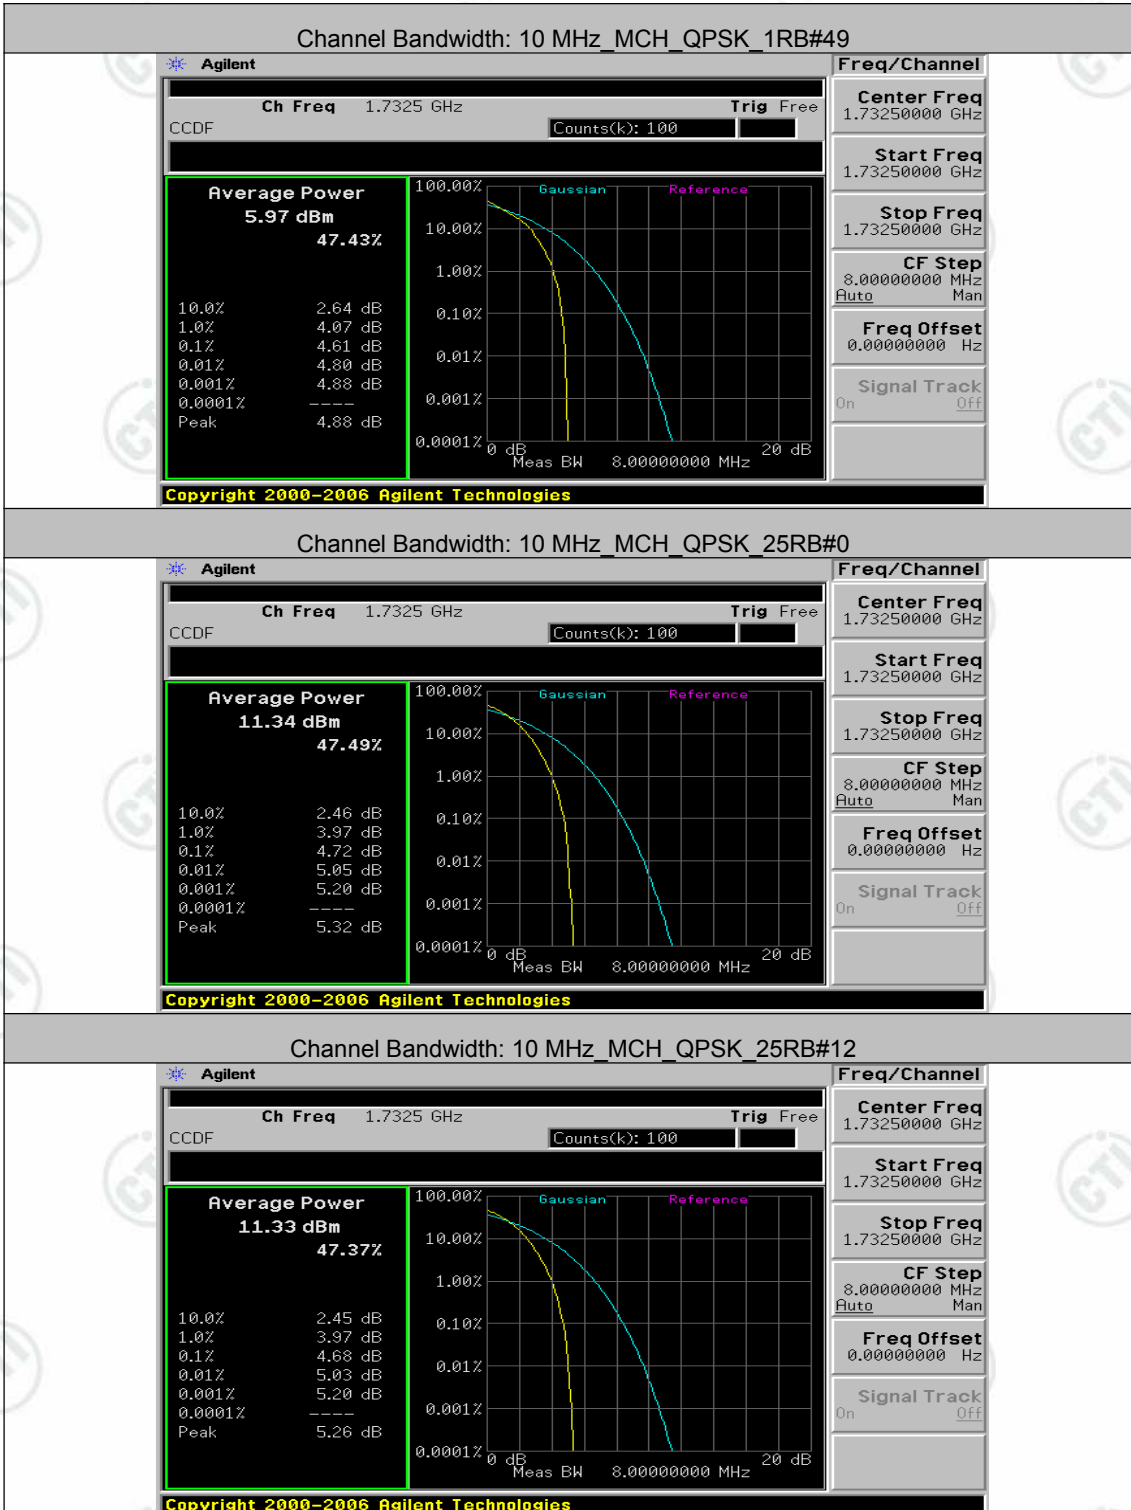 Channel Bandwidth: 10 MHz_MCH_QPSK_1RB#49
Agilent
Freq/Channel
Ch Freq 1.7325 GHz Trig Free
CCDF Counts(k): 100
Center Freq
1.73250000 GHz
Start Freq
1.73250000 GHz
Stop Freq
1.73250000 GHz
CF Step
8.00000000 MHz
Auto Man
Freq Offset
0.00000000 Hz
Signal Track
On Off
Average Power
5.97 dBm
47.43%
10.0% 2.64 dB
1.0% 4.07 dB
0.1% 4.61 dB
0.01% 4.80 dB
0.001% 4.88 dB
0.0001% ----
Peak 4.88 dB
Gaussian Reference
100.00%
10.00%
1.00%
0.10%
0.01%
0.001%
0.0001%
0 dB 20 dB
Meas BW 8.00000000 MHz
Copyright 2000-2006 Agilent Technologies
Channel Bandwidth: 10 MHz_MCH_QPSK_25RB#0
Agilent
Freq/Channel
Ch Freq 1.7325 GHz Trig Free
CCDF Counts(k): 100
Center Freq
1.73250000 GHz
Start Freq
1.73250000 GHz
Stop Freq
1.73250000 GHz
CF Step
8.00000000 MHz
Auto Man
Freq Offset
0.00000000 Hz
Signal Track
On Off
Average Power
11.34 dBm
47.49%
10.0% 2.46 dB
1.0% 3.97 dB
0.1% 4.72 dB
0.01% 5.05 dB
0.001% 5.20 dB
0.0001% ----
Peak 5.32 dB
Gaussian Reference
100.00%
10.00%
1.00%
0.10%
0.01%
0.001%
0.0001%
0 dB 20 dB
Meas BW 8.00000000 MHz
Copyright 2000-2006 Agilent Technologies
Channel Bandwidth: 10 MHz_MCH_QPSK_25RB#12
Agilent
Freq/Channel
Ch Freq 1.7325 GHz Trig Free
CCDF Counts(k): 100
Center Freq
1.73250000 GHz
Start Freq
1.73250000 GHz
Stop Freq
1.73250000 GHz
CF Step
8.00000000 MHz
Auto Man
Freq Offset
0.00000000 Hz
Signal Track
On Off
Average Power
11.33 dBm
47.37%
10.0% 2.45 dB
1.0% 3.97 dB
0.1% 4.68 dB
0.01% 5.03 dB
0.001% 5.20 dB
0.0001% ----
Peak 5.26 dB
Gaussian Reference
100.00%
10.00%
1.00%
0.10%
0.01%
0.001%
0.0001%
0 dB 20 dB
Meas BW 8.00000000 MHz
Copyright 2000-2006 Agilent Technologies
CTI
CTI
CTI
CTI
CTI
CTI